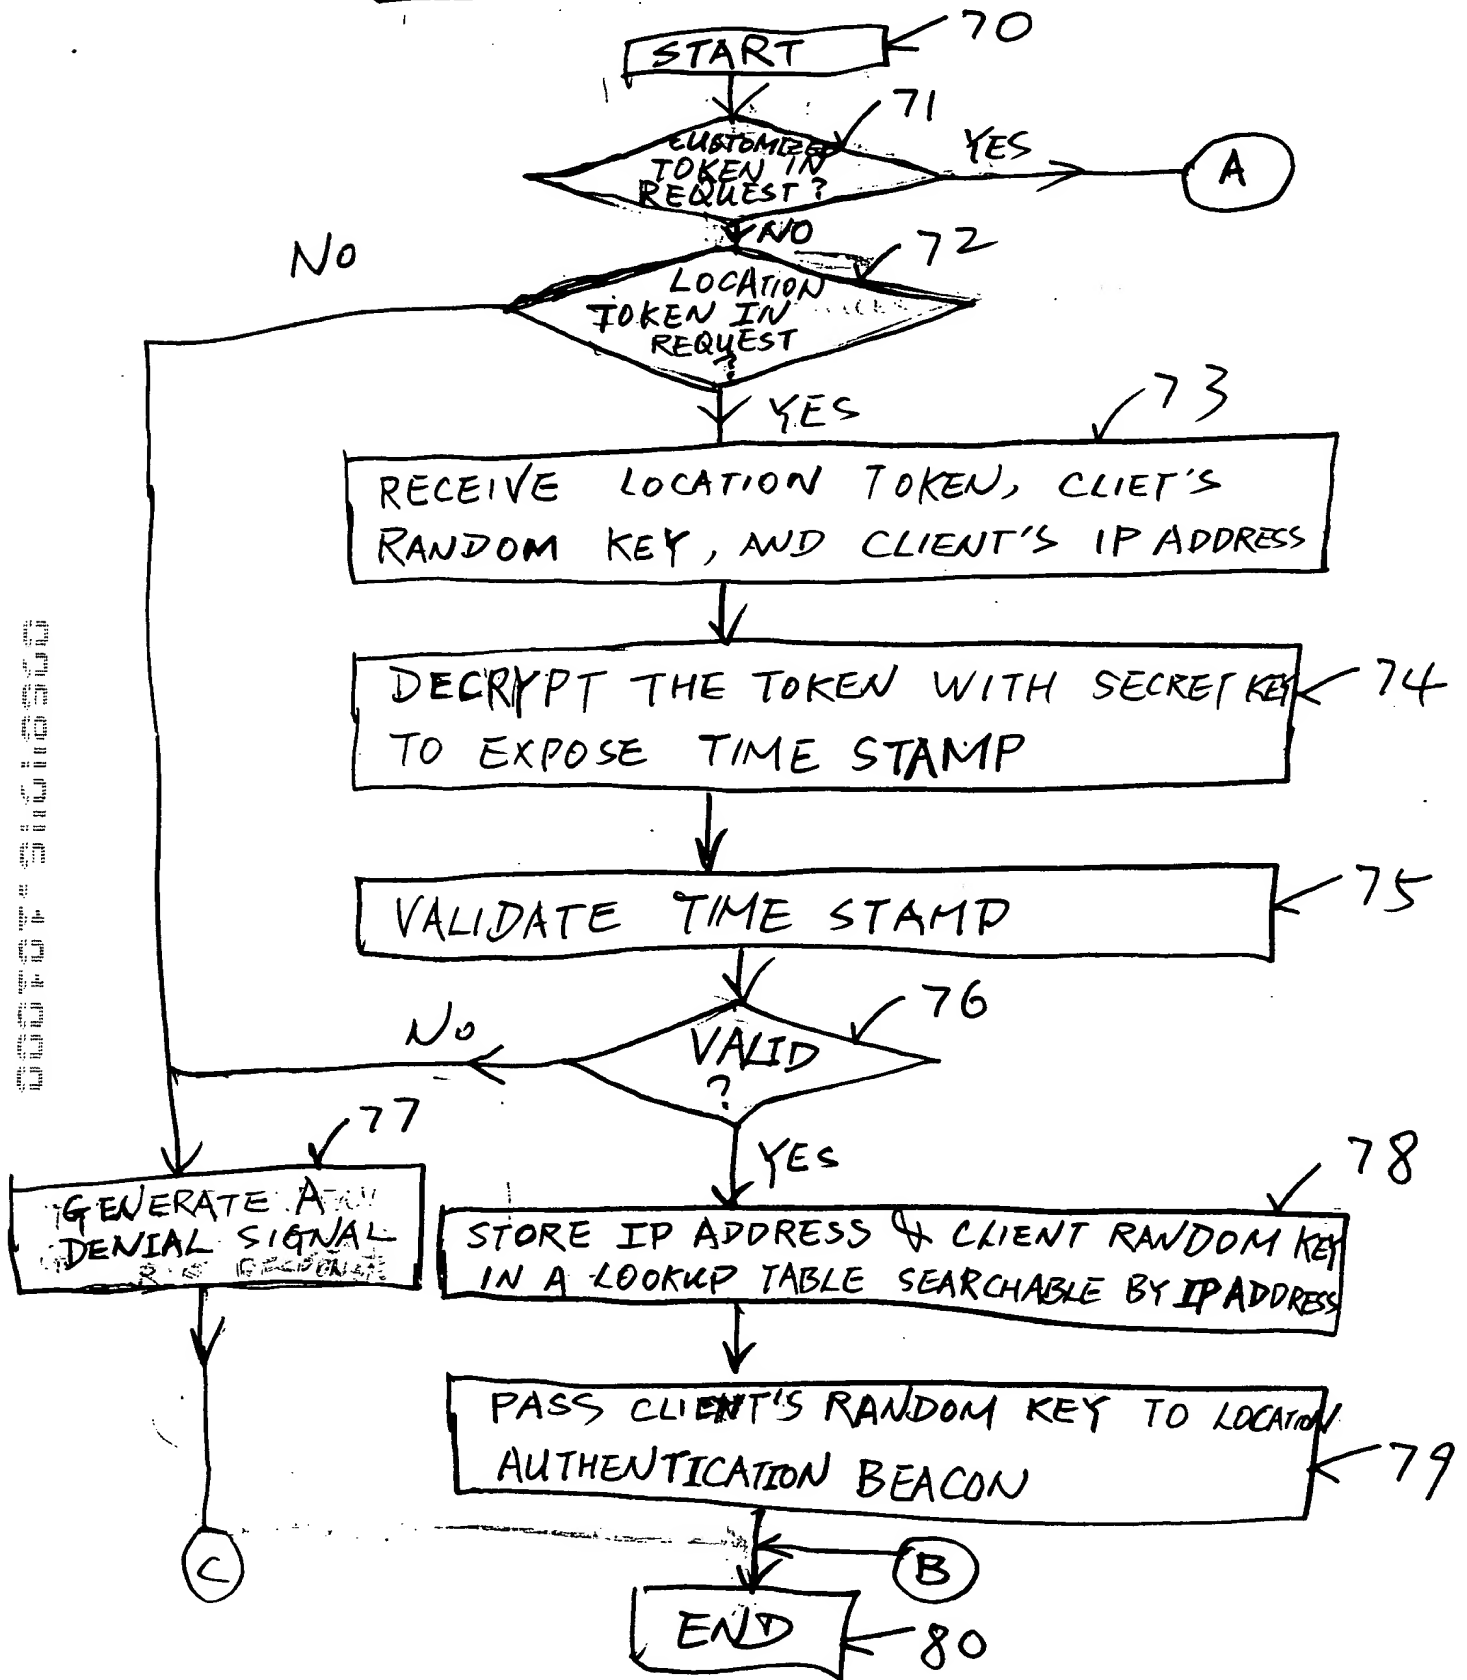 70
START
71
CUSTOMIZED
TOKEN IN
REQUEST?
YES
A
NO
No
72
LOCATION
TOKEN IN
REQUEST
?
YES
73
RECEIVE LOCATION TOKEN, CLIET'S
RANDOM KEY, AND CLIENT'S IP ADDRESS
DECRYPT THE TOKEN WITH SECRET KEY
TO EXPOSE TIME STAMP
74
VALIDATE TIME STAMP
75
76
No
VALID
?
77
YES
78
GENERATE A
DENIAL SIGNAL
STORE IP ADDRESS & CLIENT RANDOM KEY
IN A LOOKUP TABLE SEARCHABLE BY IP ADDRESS
PASS CLIENT'S RANDOM KEY TO LOCATION
AUTHENTICATION BEACON
79
C
B
END
80